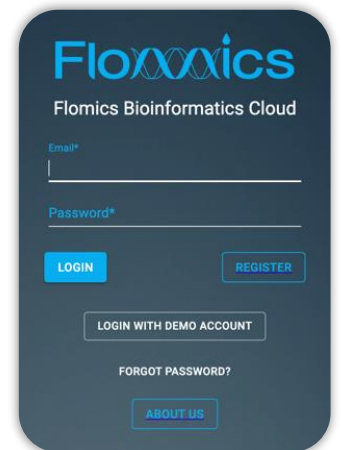 Flomics
Flomics Bioinformatics Cloud
Email*
Password*
LOGIN
REGISTER
LOGIN WITH DEMO ACCOUNT
FORGOT PASSWORD?
ABOUT US